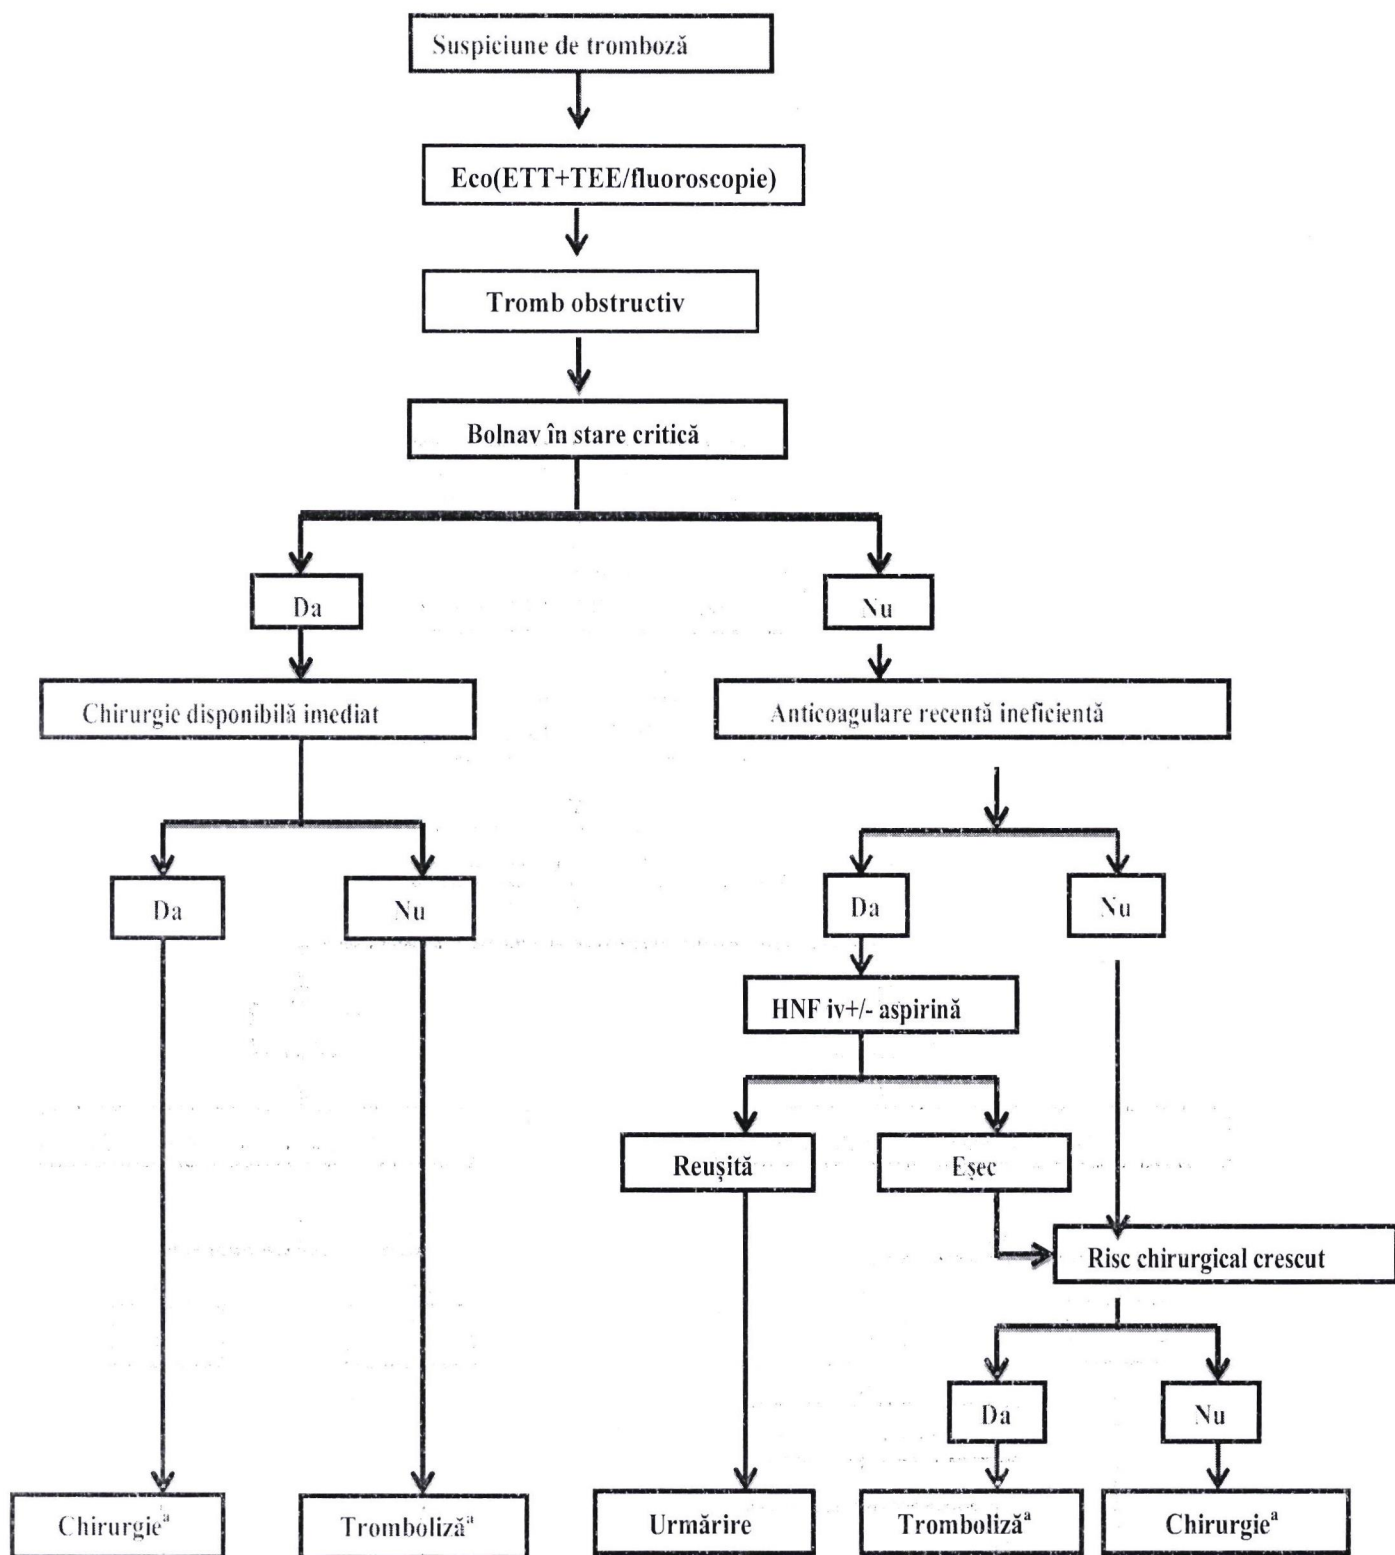 Suspiciune de tromboză
Eco(ETT+TEE/fluoroscopie)
Tromb obstructiv
Bolnav în stare critică
Da
Nu
Chirurgie disponibilă imediat
Anticoagulare recentă ineficientă
Da
Nu
Da
Nu
HNF iv+/- aspirină
Reușită
Eșec
Risc chirurgical crescut
Da
Nu
Chirurgieª
Trombolizăª
Urmărire
Trombolizăª
Chirurgieª